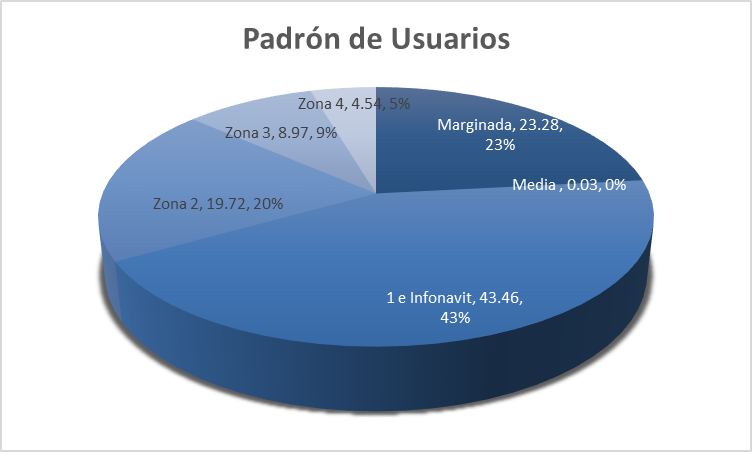 Padrón de Usuarios
Zona 4, 4.54, 5%
Marginada, 23.28,
23%
Zona 3, 8.97, 9%
Media , 0.03, 0%
Zona 2, 19.72, 20%
1 e Infonavit, 43.46,
43%